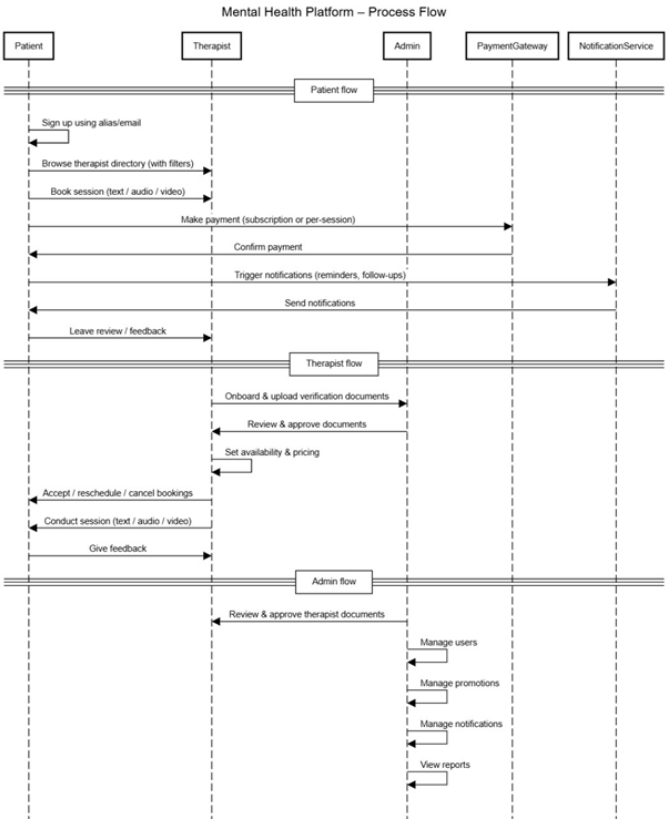 Mental Health Platform – Process Flow
Patient
Therapist
Admin
PaymentGateway
NotificationService
Patient flow
Sign up using alias/email
Browse therapist directory (with filters)
Book session (text / audio / video)
Make payment (subscription or per-session)
Confirm payment
Trigger notifications (reminders, follow-ups)
Send notifications
Leave review / feedback
Therapist flow
Onboard & upload verification documents
Review & approve documents
Set availability & pricing
Accept / reschedule / cancel bookings
Conduct session (text / audio / video)
Give feedback
Admin flow
Review & approve therapist documents
Manage users
Manage promotions
Manage notifications
View reports